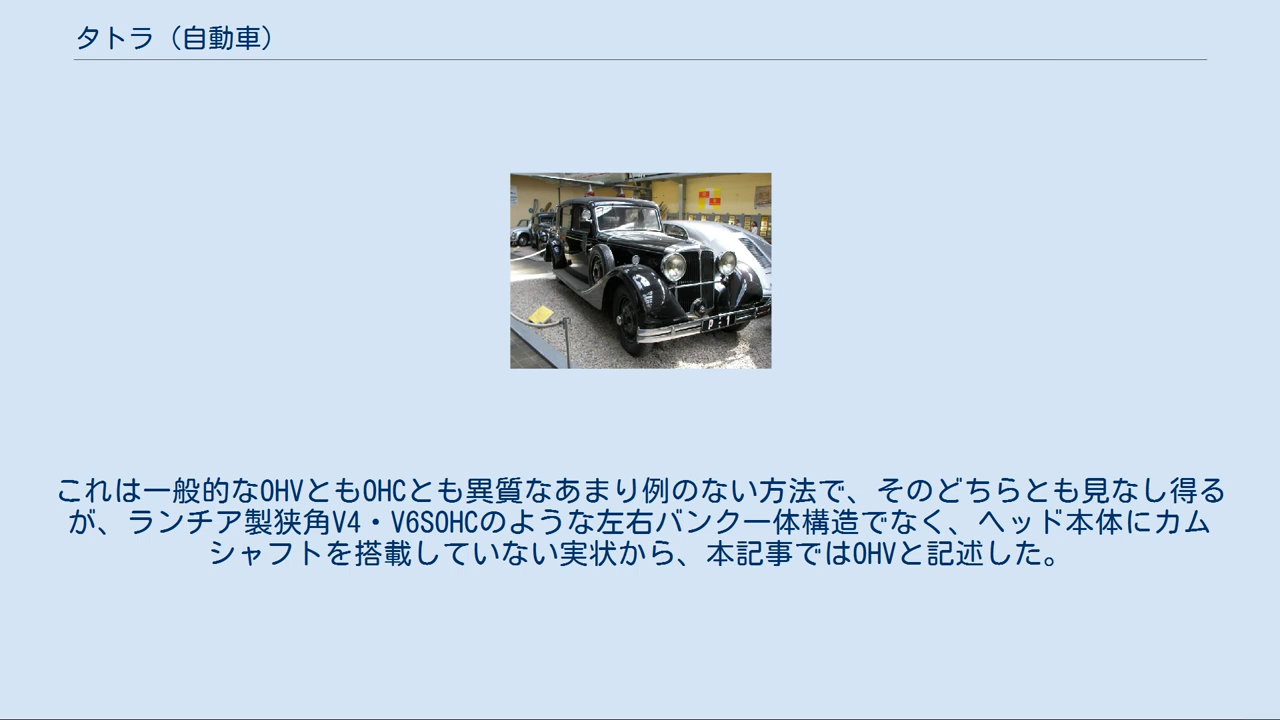 タトラ（自動車）
これは一般的なOHVともOHCとも異質なあまり例のない方法で、そのどちらとも見なし得る
が、ランチア製狭角V4・V6SOHCのような左右バンク一体構造でなく、ヘッド本体にカム
シャフトを搭載していない実状から、本記事ではOHVと記述した。